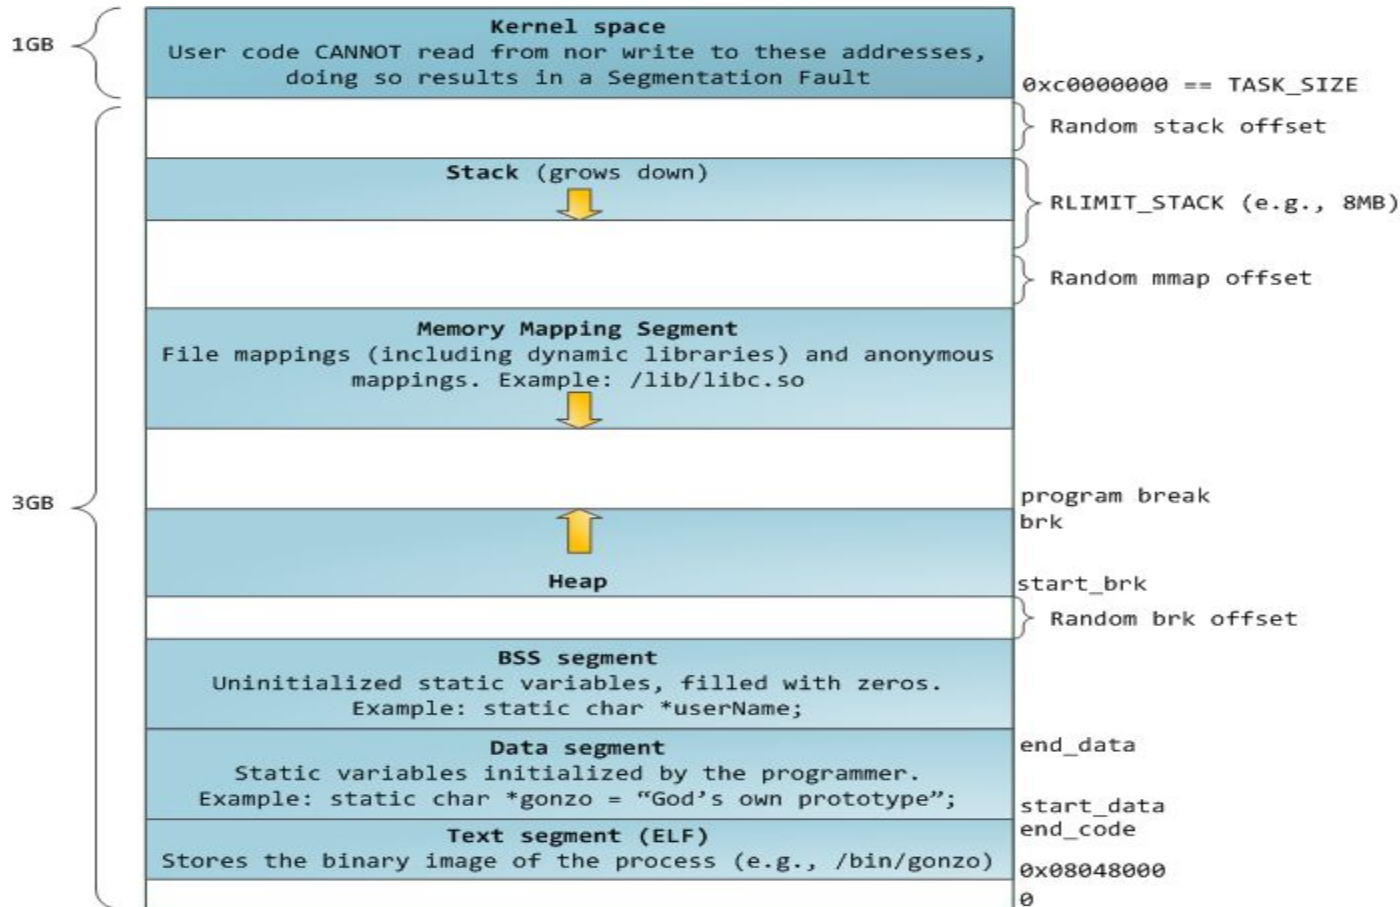 Kernel space
1GB
User code CANNOT read from nor write to these addresses,
doing so results in a Segmentation Fault
0xc0000000 == TASK_SIZE
Random stack offset
Stack (grows down)
RLIMIT_STACK (e.g., 8MB)
Random mmap offset
Memory Mapping Segment
File mappings (including dynamic libraries) and anonymous
mappings. Example: /lib/libc.so
3GB
program break
brk
Heap
start_brk
Random brk offset
BSS segment
Uninitialized static variables, filled with zeros.
Example: static char *userName;
Data segment
end_data
Static variables initialized by the programmer.
Example: static char *gonzo = “God’s own prototype”;
start_data
Text segment (ELF)
end_code
Stores the binary image of the process (e.g., /bin/gonzo)
0x08048000
0